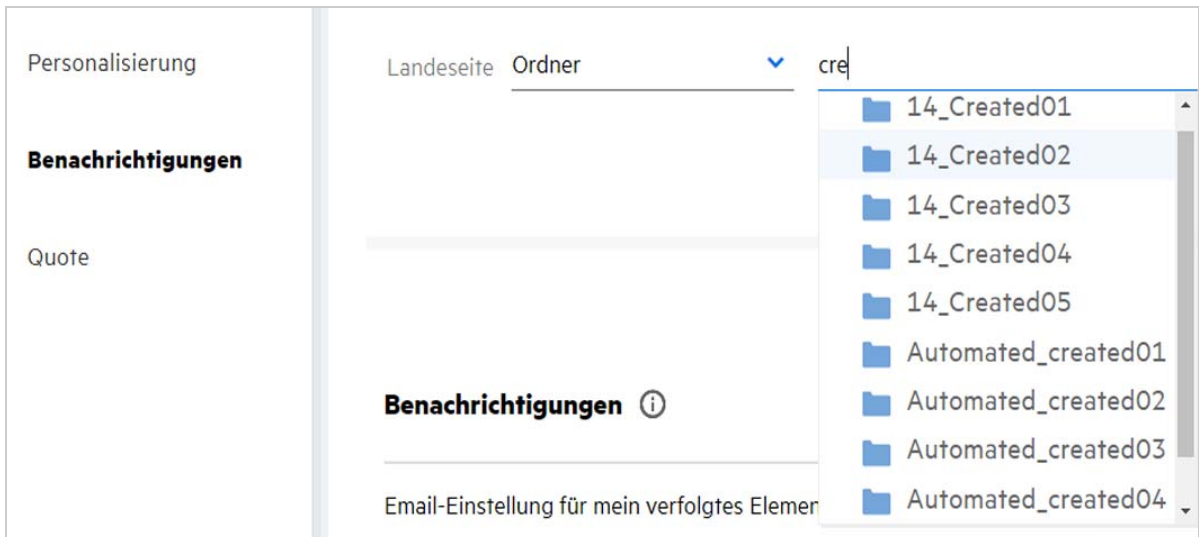 Personalisierung
Benachrichtigungen
Quote
Landeseite Ordner cre
14_Created01
14_Created02
14_Created03
14_Created04
14_Created05
Automated_created01
Automated_created02
Automated_created03
Automated_created04
Benachrichtigungen
Email-Einstellung für mein verfolgtes Elemen